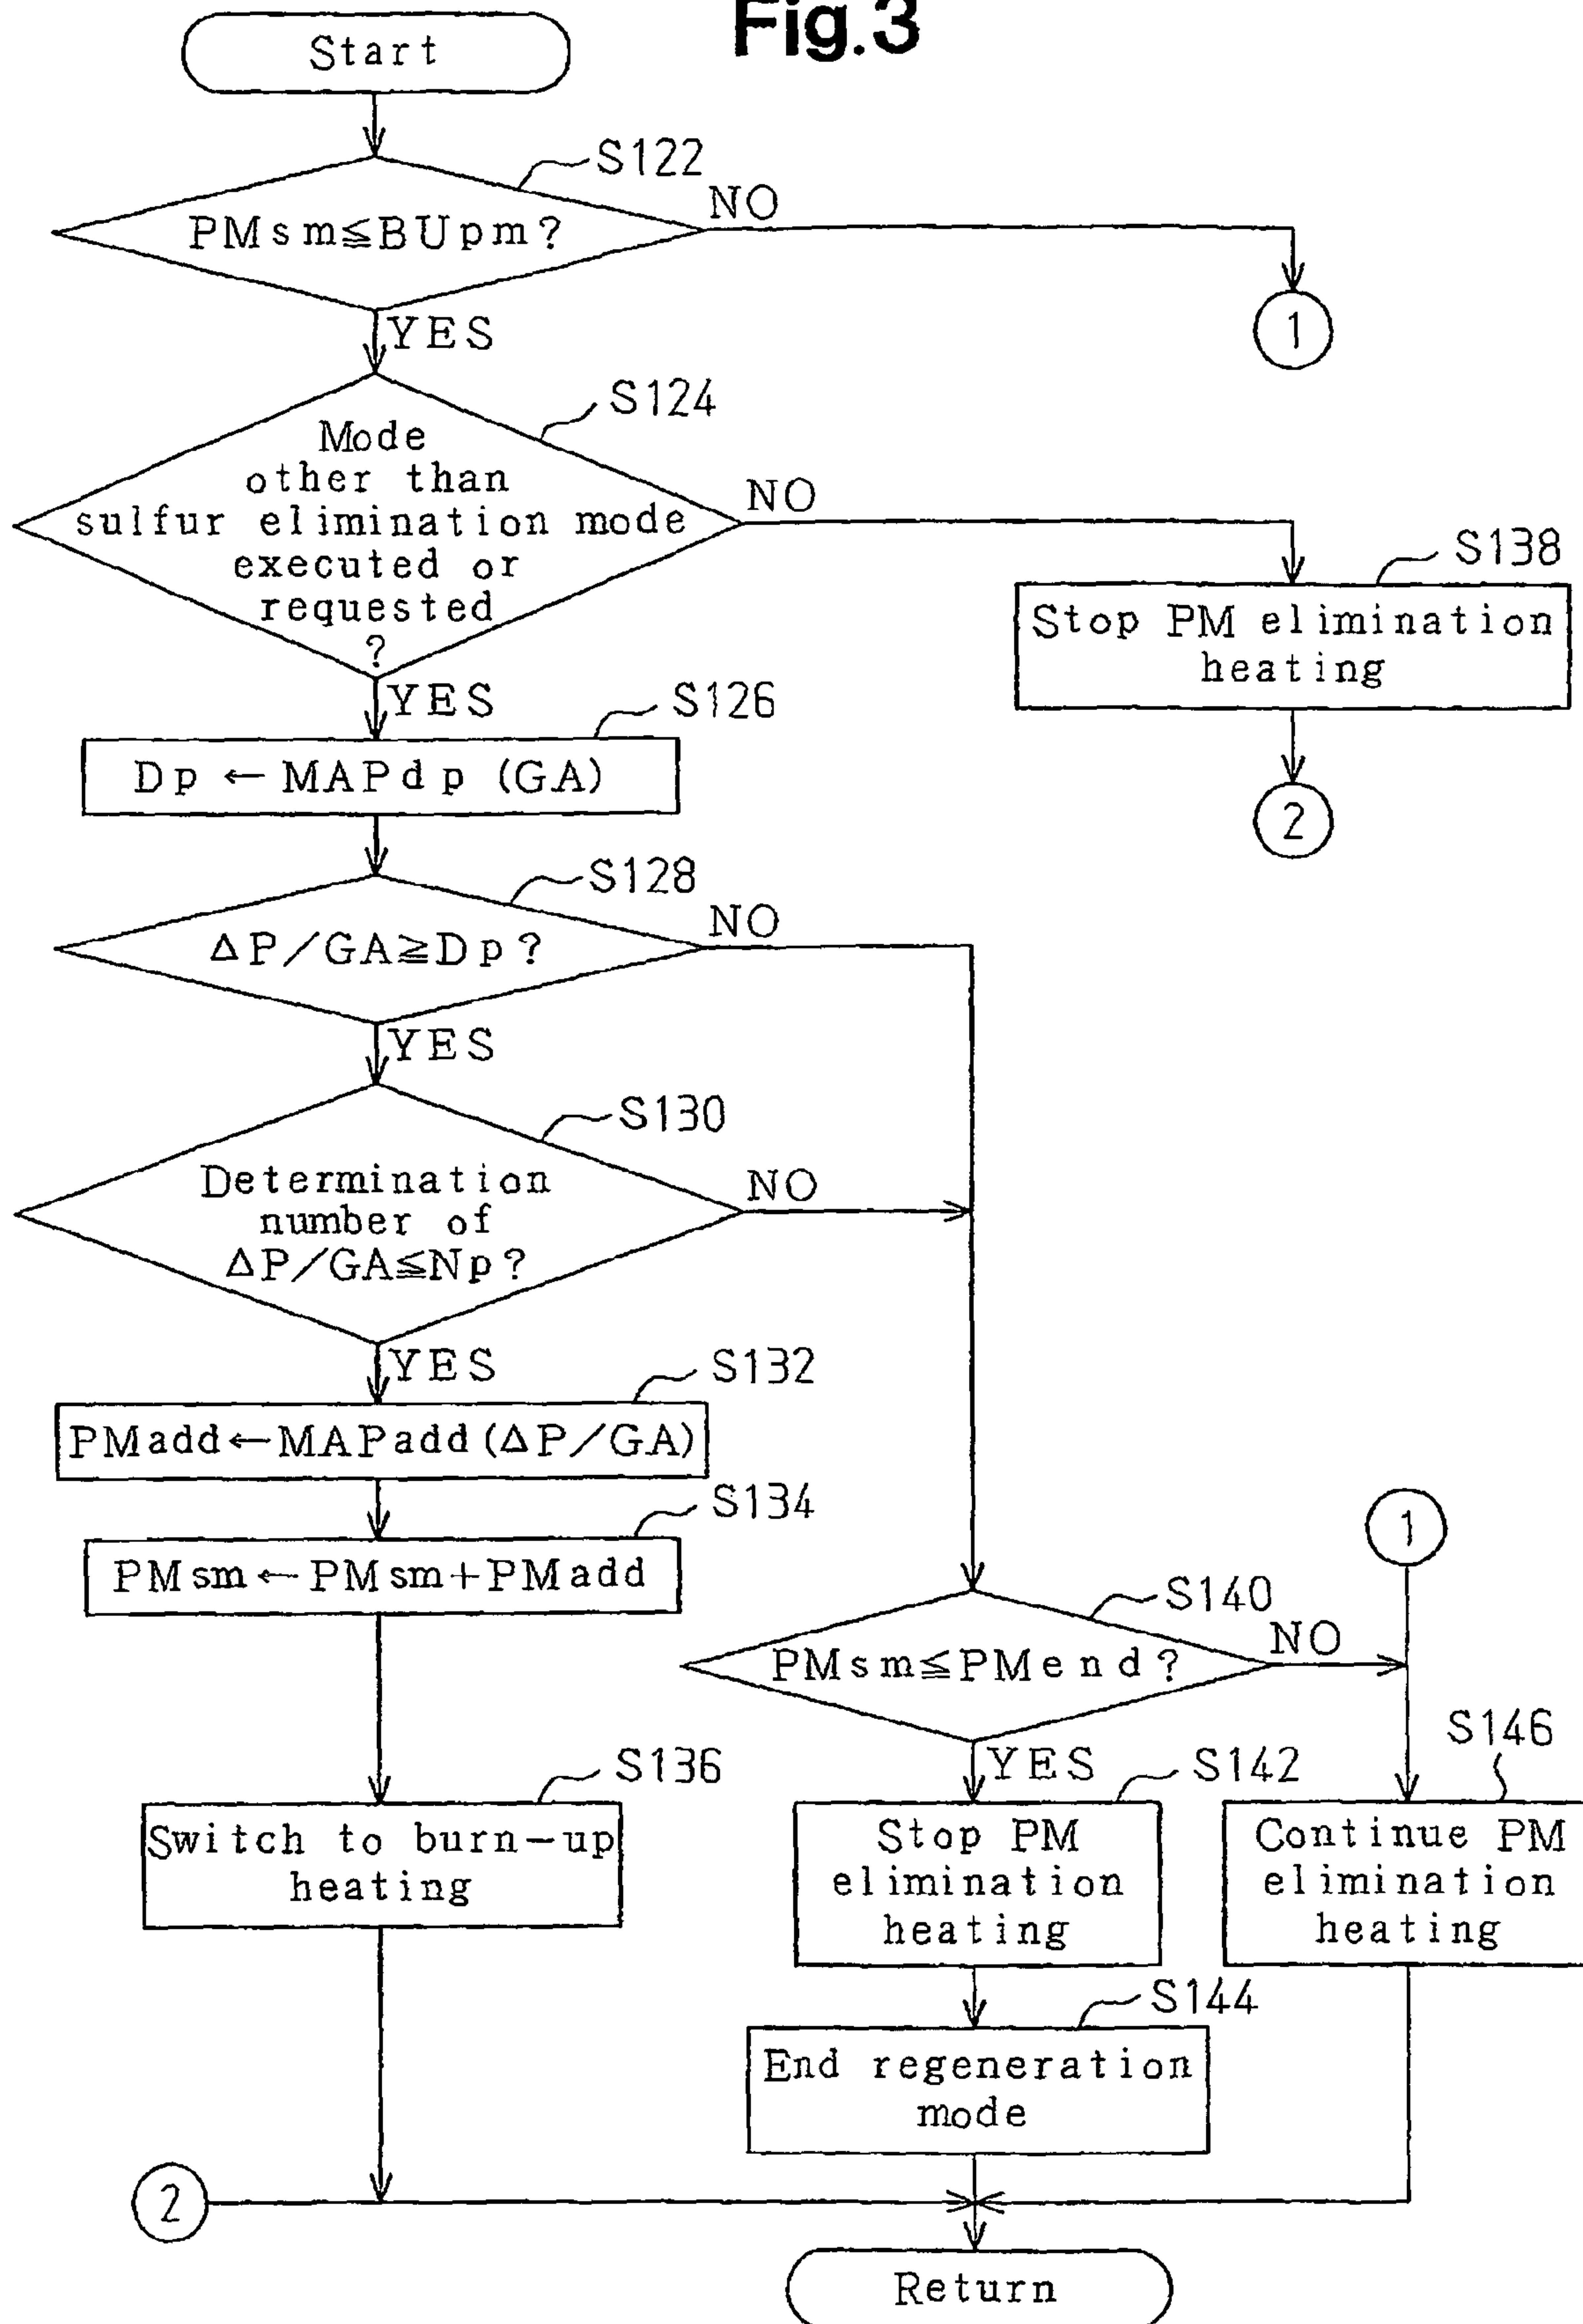 Fig.3
Start
S122
PMsm≦BUpm?
NO
1
YES
S124
Mode
other than
sulfur elimination mode
executed or
requested
?
NO
S138
Stop PM elimination
heating
2
YES
S126
Dp ← MAPdp (GA)
S128
ΔP/GA≧Dp?
NO
YES
S130
Determination
number of
ΔP/GA≦Np?
NO
YES
S132
PMadd←MAPadd(ΔP/GA)
S134
PMsm←PMsm+PMadd
1
S140
PMsm≦PMend?
NO
S146
YES
S136
Switch to burn-up
heating
S142
Stop PM
elimination
heating
Continue PM
elimination
heating
S144
End regeneration
mode
2
Return